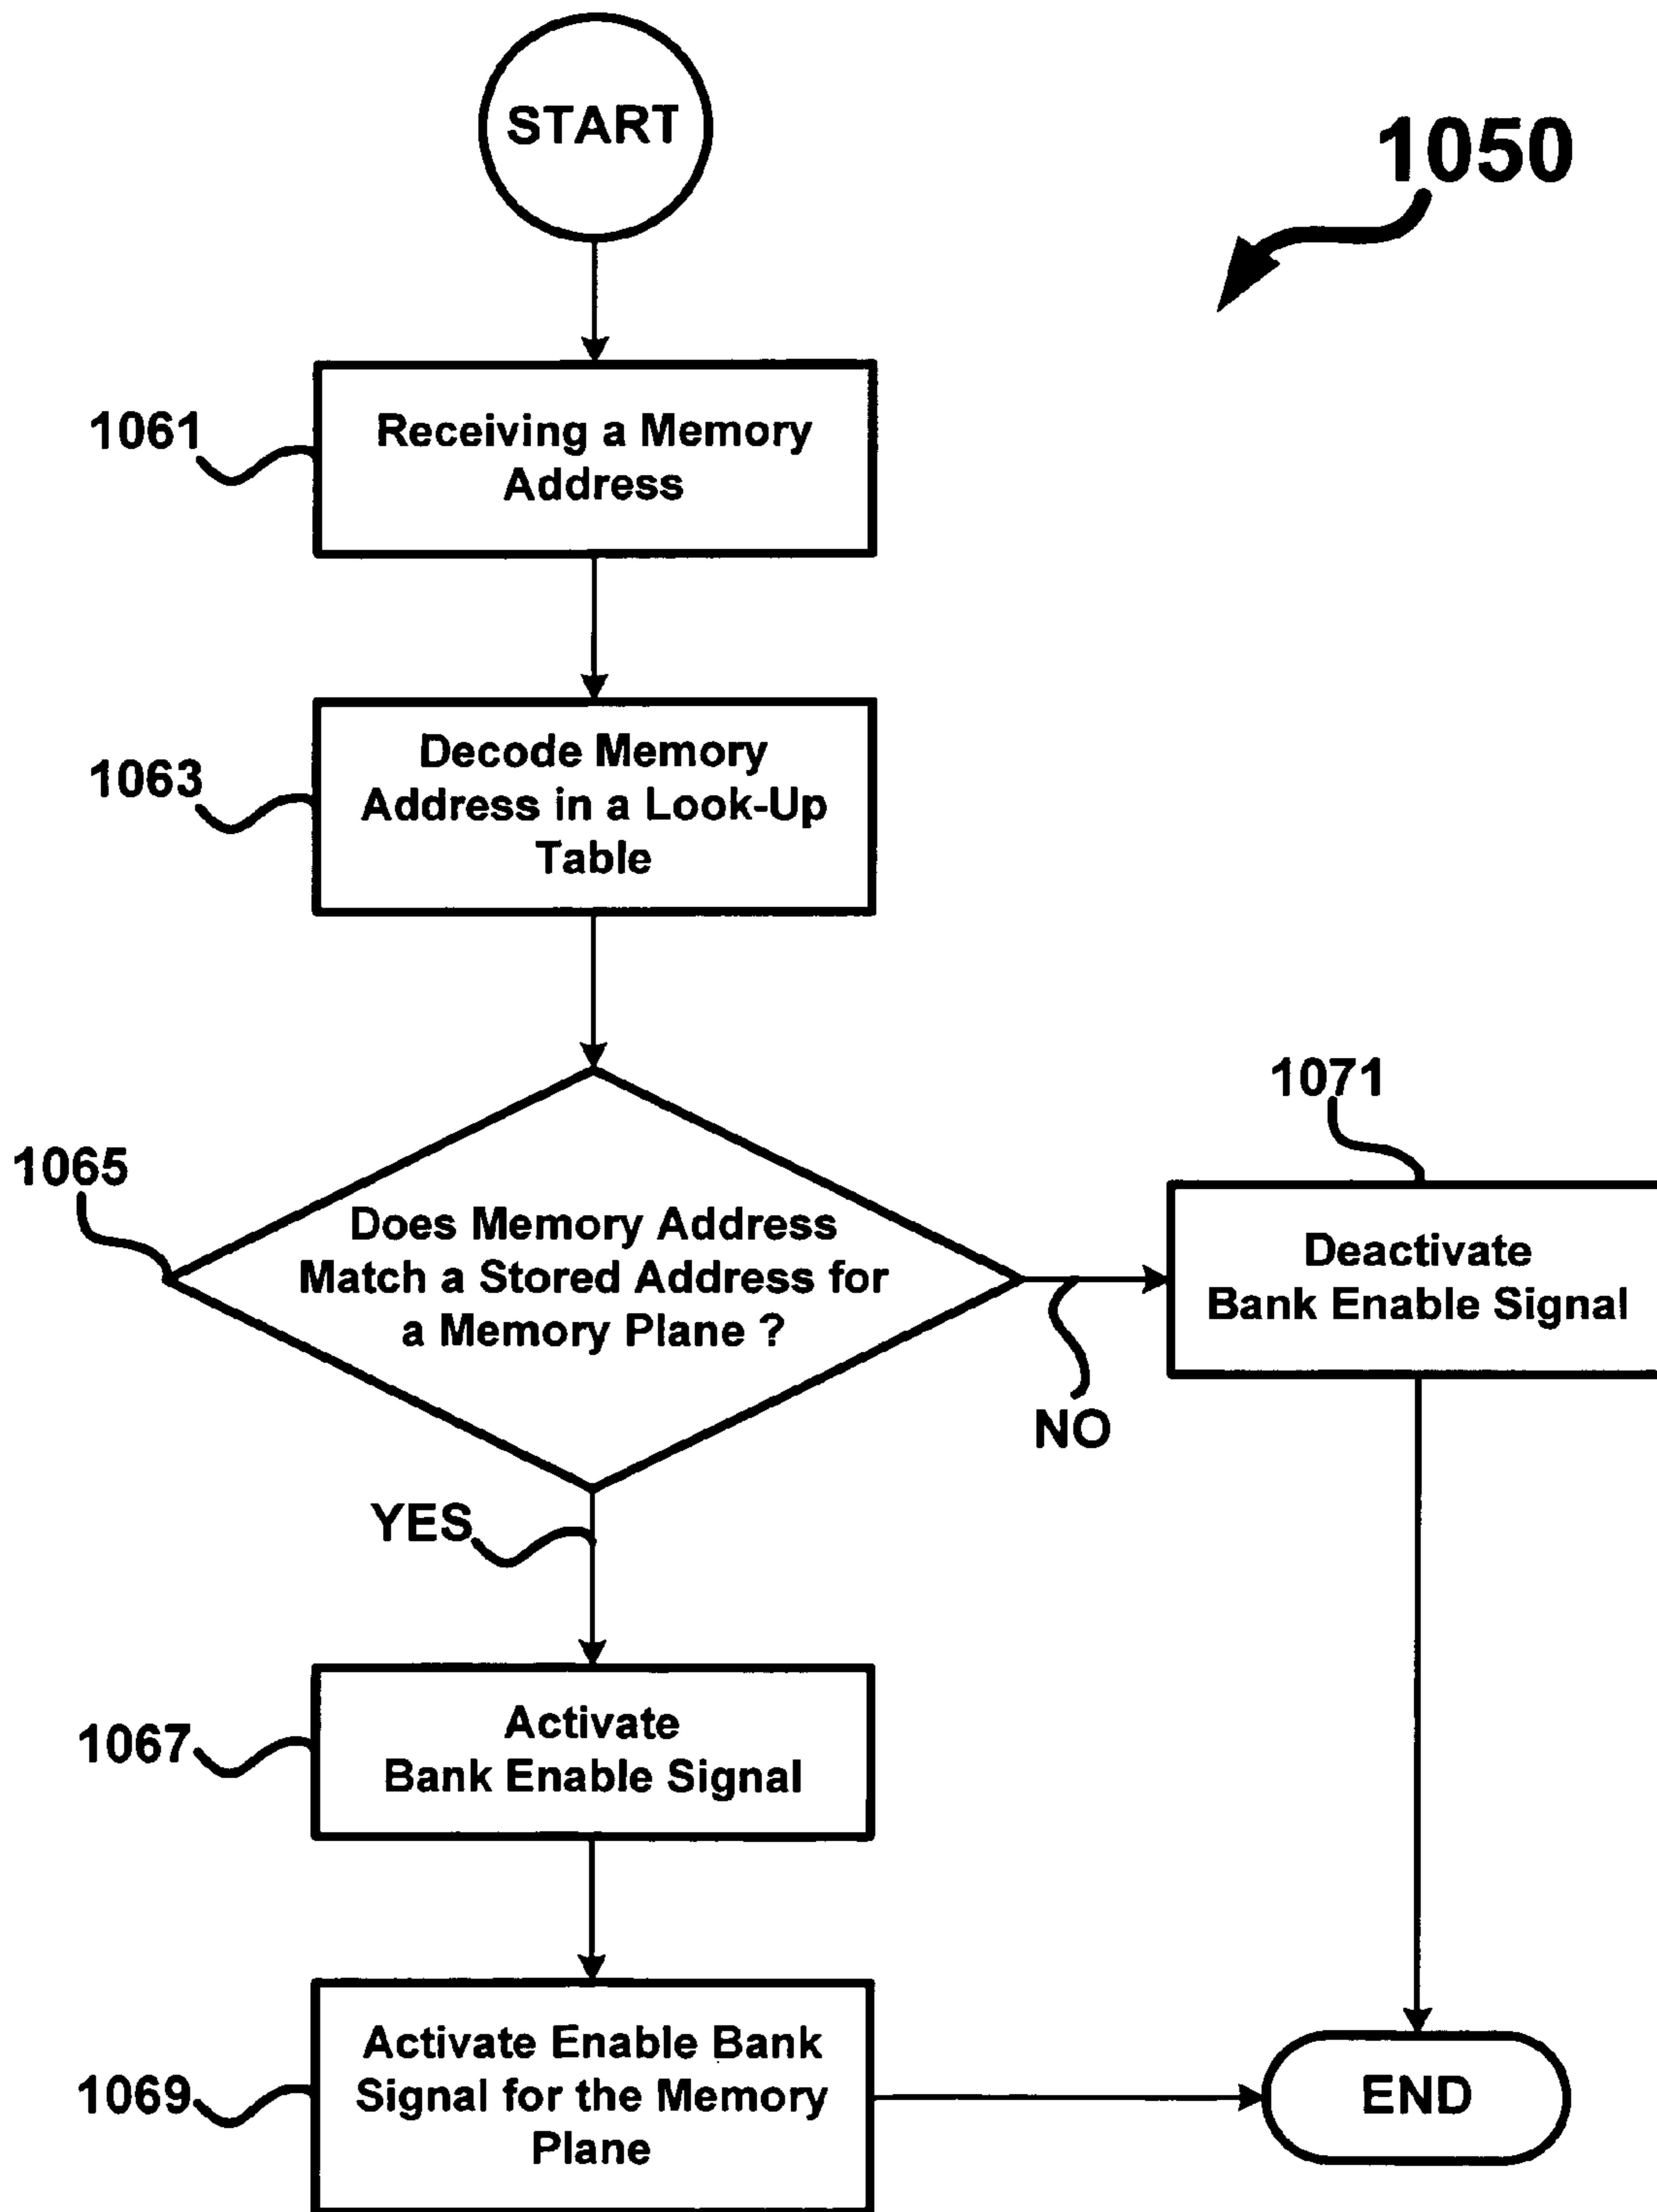 START
1050
1061
Receiving a Memory
Address
1063
Decode Memory
Address in a Look-Up
Table
1065
Does Memory Address
Match a Stored Address for
a Memory Plane ?
NO
1071
Deactivate
Bank Enable Signal
YES
1067
Activate
Bank Enable Signal
1069
Activate Enable Bank
Signal for the Memory
Plane
END